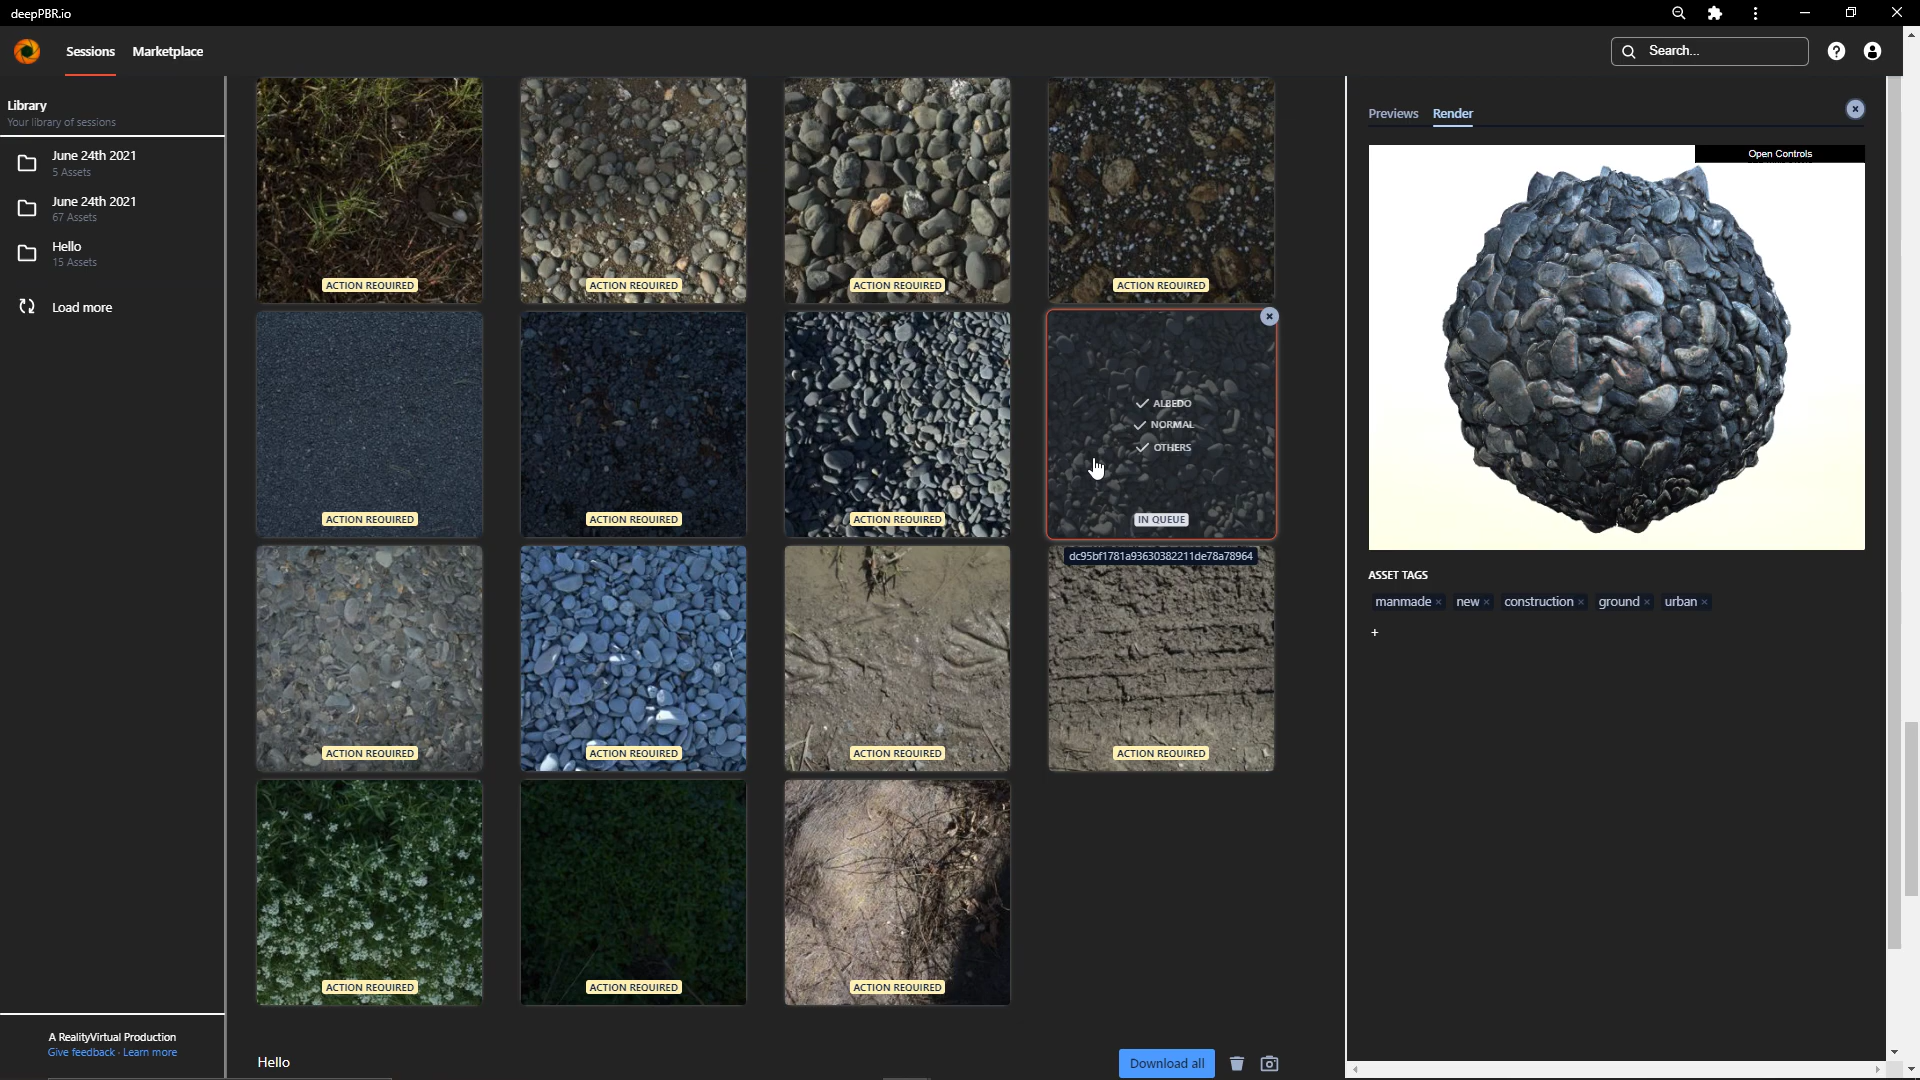 deepPBR.io
Sessions Marketplace
Search...
Library
Your library of sessions
June 24th 2021
5 Assets
June 24th 2021
67 Assets
Hello
15 Assets
Load more
ACTION REQUIRED
ACTION REQUIRED
ACTION REQUIRED
ACTION REQUIRED
ACTION REQUIRED
ACTION REQUIRED
ACTION REQUIRED
ALBEDO
NORMAL
OTHERS
IN QUEUE
dc95bf1781a93630382211de78a78964
ACTION REQUIRED
ACTION REQUIRED
ACTION REQUIRED
ACTION REQUIRED
ACTION REQUIRED
ACTION REQUIRED
ACTION REQUIRED
Hello
Download all
Previews Render
Open Controls
ASSET TAGS
manmade × new × construction × ground × urban ×
+
A RealityVirtual Production
Give feedback · Learn more